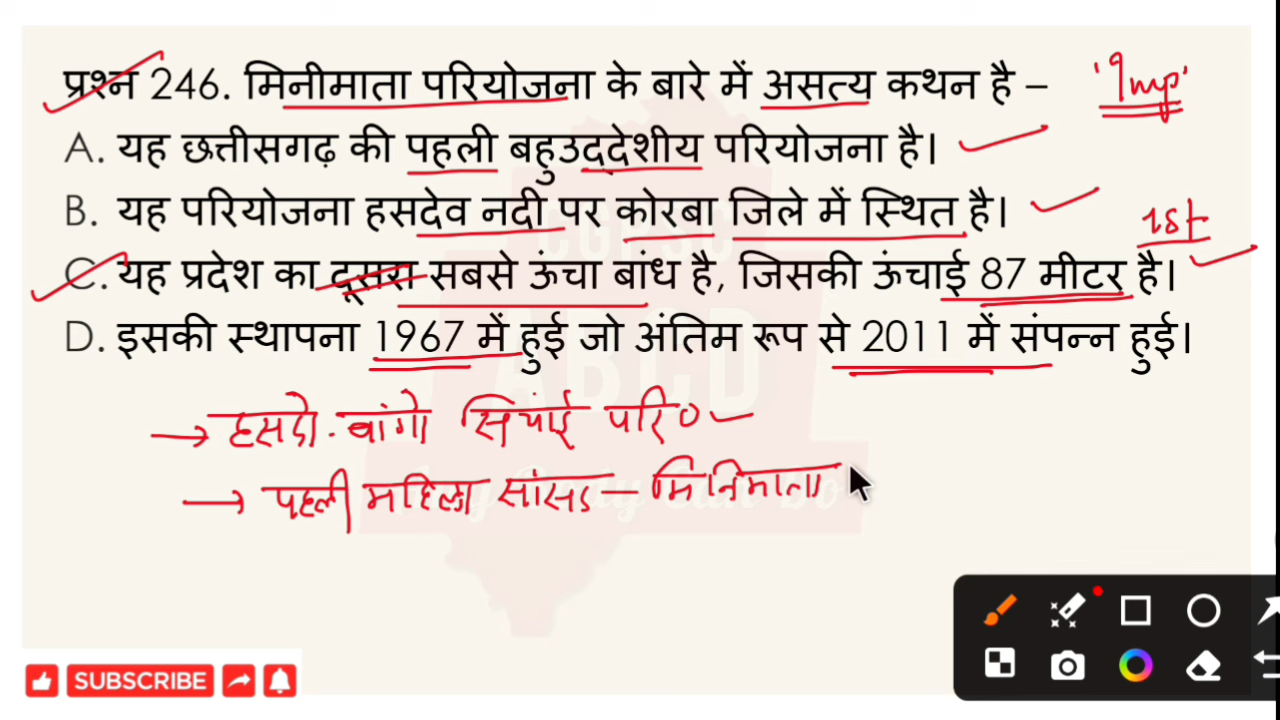 प्रश्न 246. मिनीमाता परियोजना के बारे में असत्य कथन है – 'Imp'
A. यह छत्तीसगढ़ की पहली बहुउद्देशीय परियोजना है।
B. यह परियोजना हसदेव नदी पर कोरबा जिले में स्थित है।
1st
C. यह प्रदेश का दूसरा सबसे ऊंचा बांध है, जिसकी ऊंचाई 87 मीटर है।
D. इसकी स्थापना 1967 में हुई जो अंतिम रूप से 2011 में संपन्न हुई।
→ हसदो-बांगो सिंचाई परि०
→ पहली महिला सांसद – मिनिमाता
CGPSC
ABCD
SUBSCRIBE